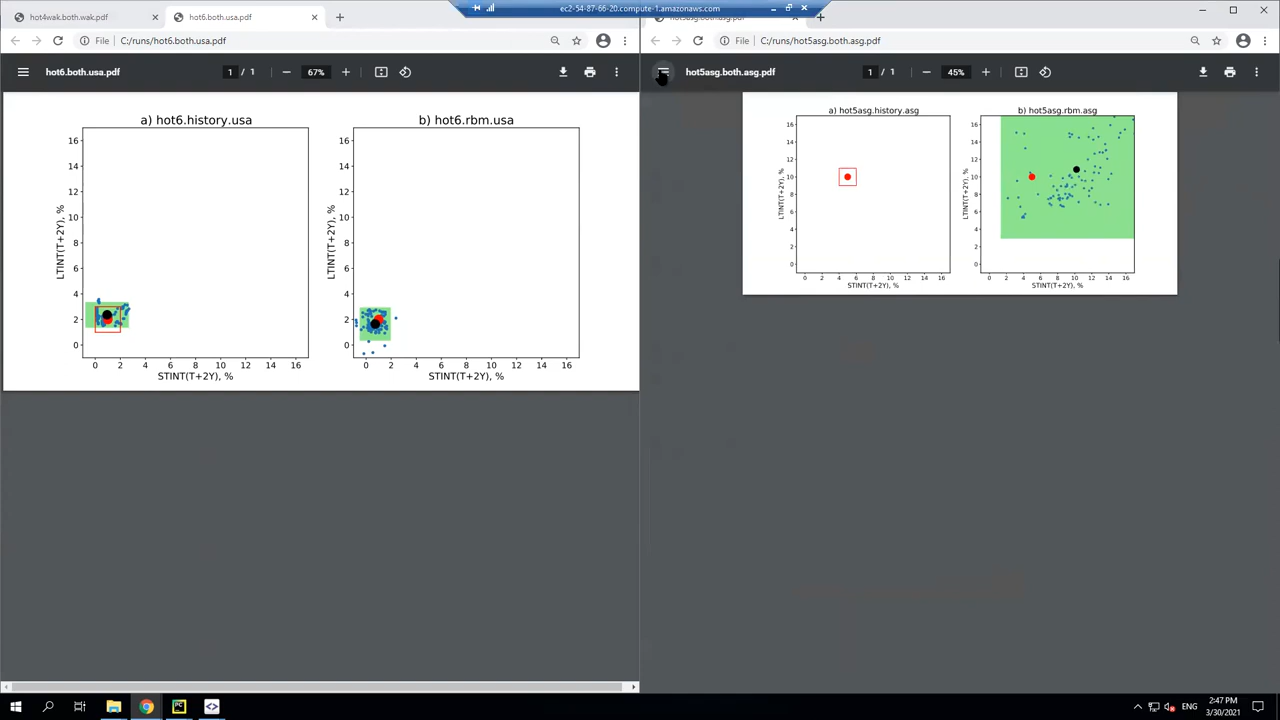 hot4wak.both.wak.pdf
hot6.both.usa.pdf
ec2-54-87-66-20.compute-1.amazonaws.com
hot5asg.both.asg.pdf
File C:/runs/hot6.both.usa.pdf
File C:/runs/hot5asg.both.asg.pdf
hot6.both.usa.pdf
1 / 1
67%
hot5asg.both.asg.pdf
1 / 1
45%
a) hot6.history.usa
16
14
12
10
8
6
4
2
0
LTINT(T+2Y), %
0 2 4 6 8 10 12 14 16
STINT(T+2Y), %
b) hot6.rbm.usa
16
14
12
10
8
6
4
2
0
LTINT(T+2Y), %
0 2 4 6 8 10 12 14 16
STINT(T+2Y), %
a) hot5asg.history.asg
16
14
12
10
8
6
4
2
0
LTINT(T+2Y), %
0 2 4 6 8 10 12 14 16
STINT(T+2Y), %
b) hot5asg.rbm.asg
16
14
12
10
8
6
4
2
0
LTINT(T+2Y), %
0 2 4 6 8 10 12 14 16
STINT(T+2Y), %
PC
ENG
2:47 PM
3/30/2021